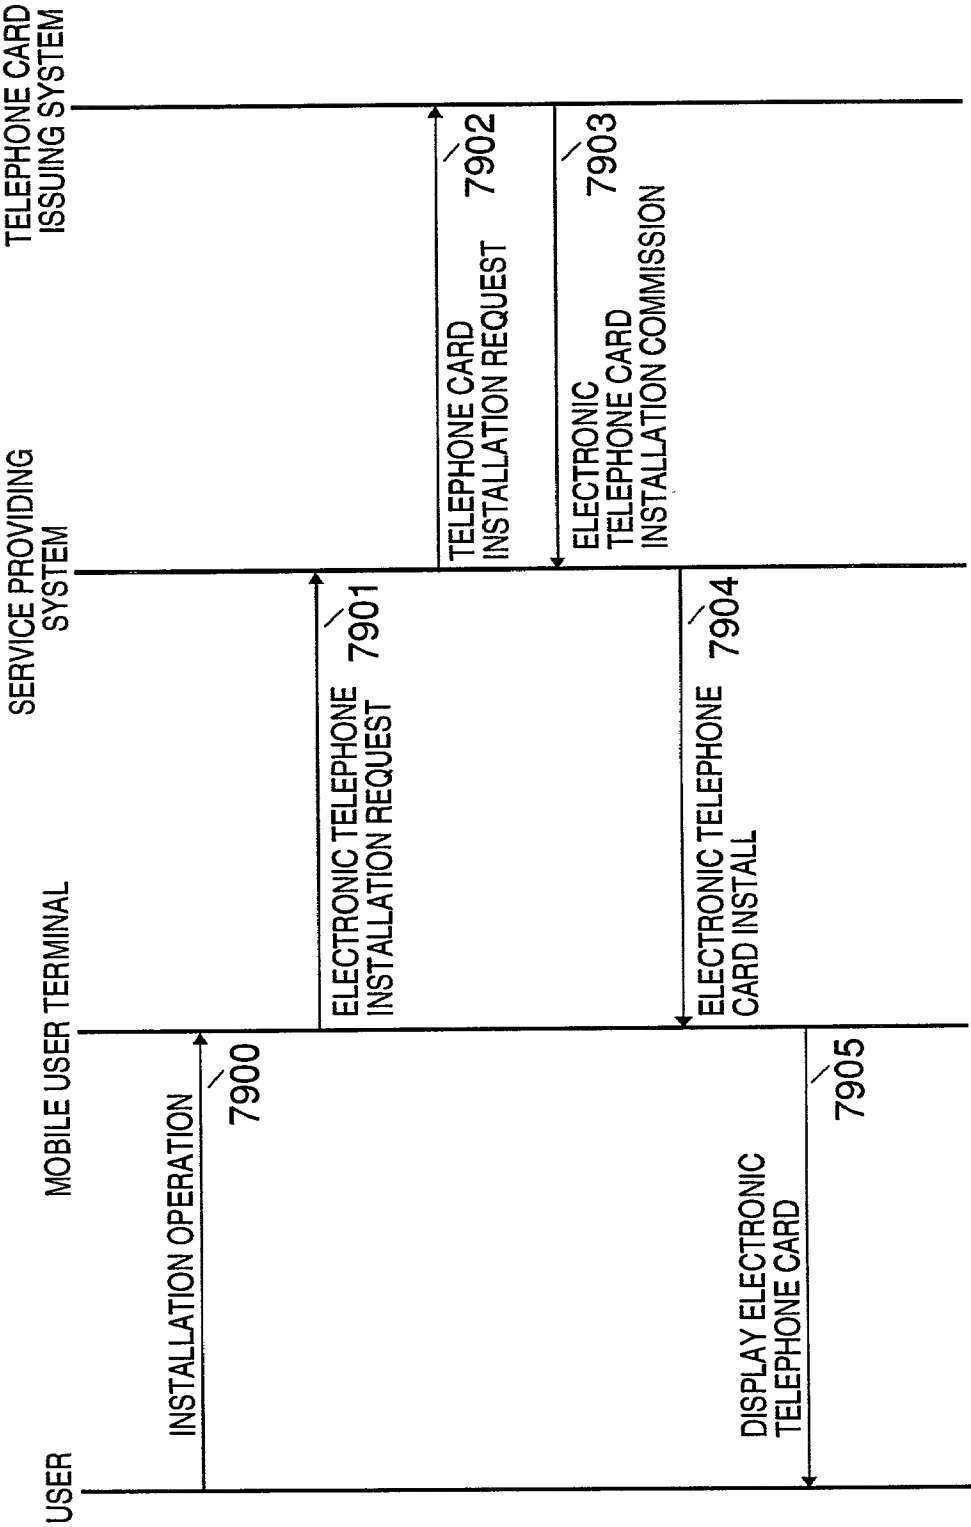 USER
MOBILE USER TERMINAL
SERVICE PROVIDING
SYSTEM
TELEPHONE CARD
ISSUING SYSTEM
INSTALLATION OPERATION
7900
ELECTRONIC TELEPHONE
INSTALLATION REQUEST
7901
TELEPHONE CARD
INSTALLATION REQUEST
7902
ELECTRONIC
TELEPHONE CARD
INSTALLATION COMMISSION
7903
ELECTRONIC TELEPHONE
CARD INSTALL
7904
DISPLAY ELECTRONIC
TELEPHONE CARD
7905